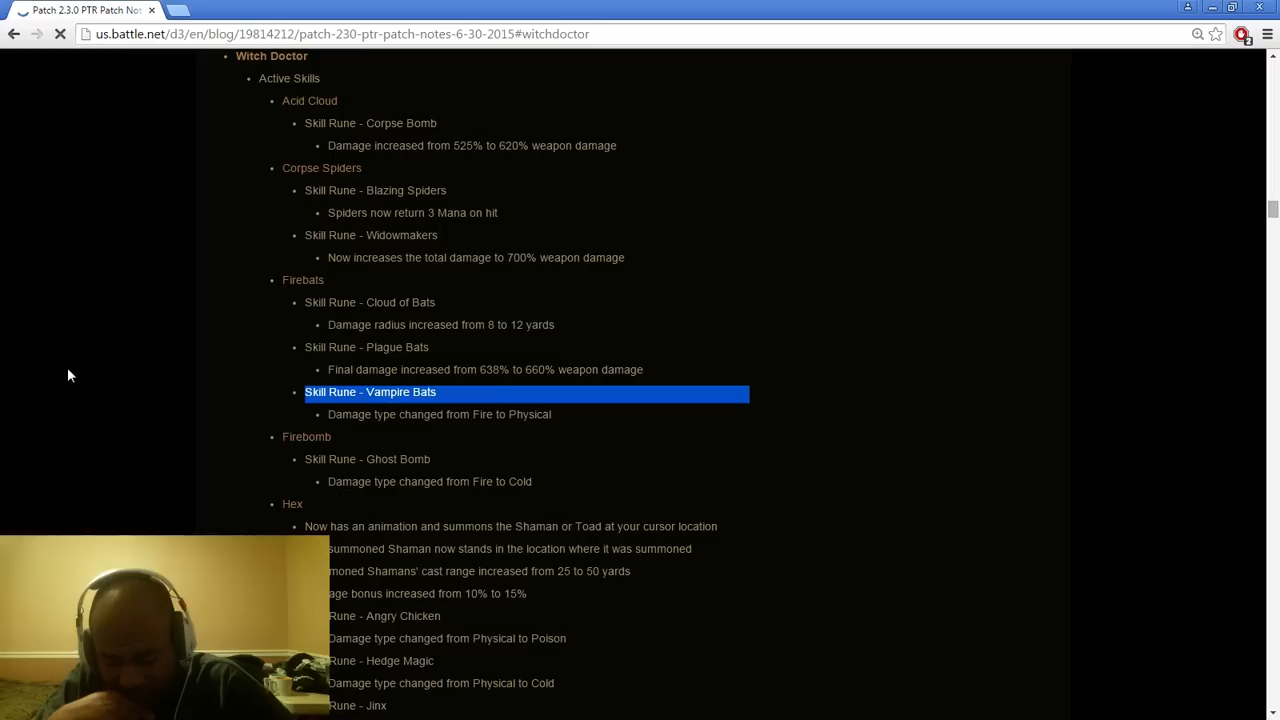 Patch 2.3.0 PTR Patch Not
us.battle.net/d3/en/blog/19814212/patch-230-ptr-patch-notes-6-30-2015#witchdoctor
2
Witch Doctor
Active Skills
Acid Cloud
Skill Rune - Corpse Bomb
Damage increased from 525% to 620% weapon damage
Corpse Spiders
Skill Rune - Blazing Spiders
Spiders now return 3 Mana on hit
Skill Rune - Widowmakers
Now increases the total damage to 700% weapon damage
Firebats
Skill Rune - Cloud of Bats
Damage radius increased from 8 to 12 yards
Skill Rune - Plague Bats
Final damage increased from 638% to 660% weapon damage
Skill Rune - Vampire Bats
Damage type changed from Fire to Physical
Firebomb
Skill Rune - Ghost Bomb
Damage type changed from Fire to Cold
Hex
Now has an animation and summons the Shaman or Toad at your cursor location
summoned Shaman now stands in the location where it was summoned
moned Shamans' cast range increased from 25 to 50 yards
age bonus increased from 10% to 15%
Rune - Angry Chicken
Damage type changed from Physical to Poison
Rune - Hedge Magic
Damage type changed from Physical to Cold
Rune - Jinx